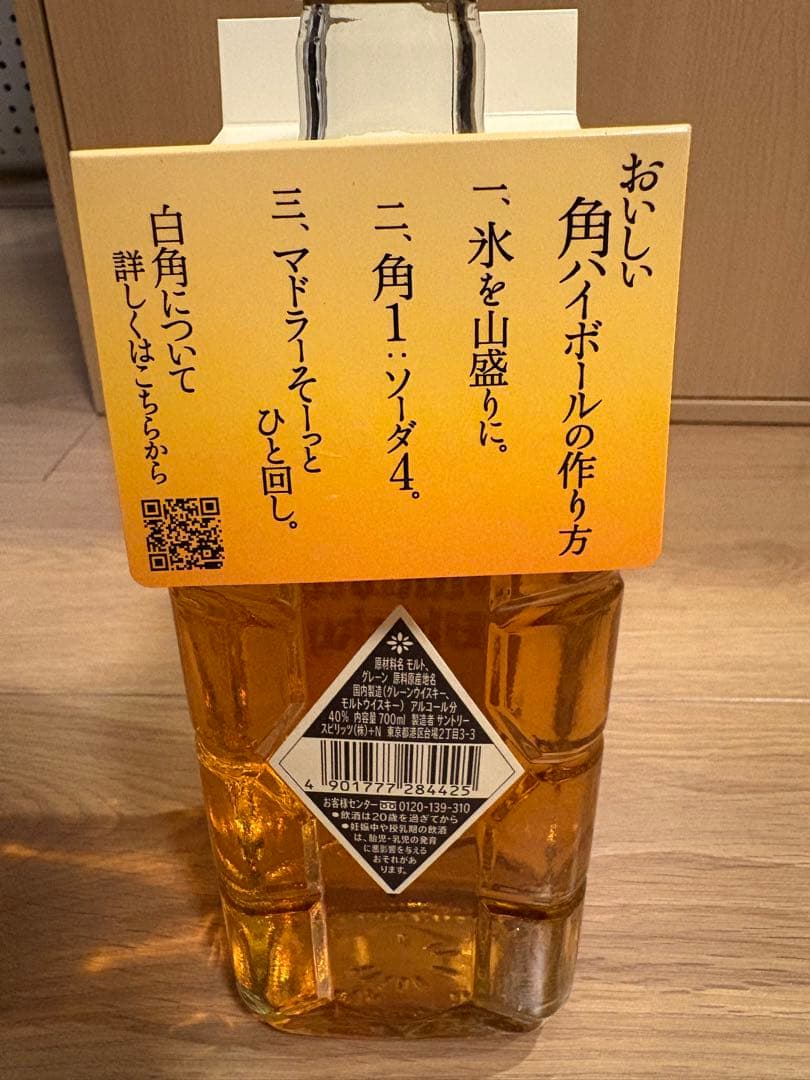 おいしい
角ハイボールの作り方
一、氷を山盛りに。
二、角1:ソーダ4。
三、マドラーそーっと
ひと回し。
白角について
詳しくはこちらから
原材料名 モルト、
グレーン 原料原産地名
国内製造(グレーンウイスキー、
モルトウイスキー) アルコール分
40% 内容量 700ml 製造者 サントリー
スピリッツ(株)+N 東京都港区台場2丁目3-3
4 901777 284425
お客様センター 0120-139-310
●飲酒は20歳を過ぎてから
●妊娠中や授乳期の飲酒
は、胎児・乳児の発育
に悪影響を与える
おそれがあ
ります。